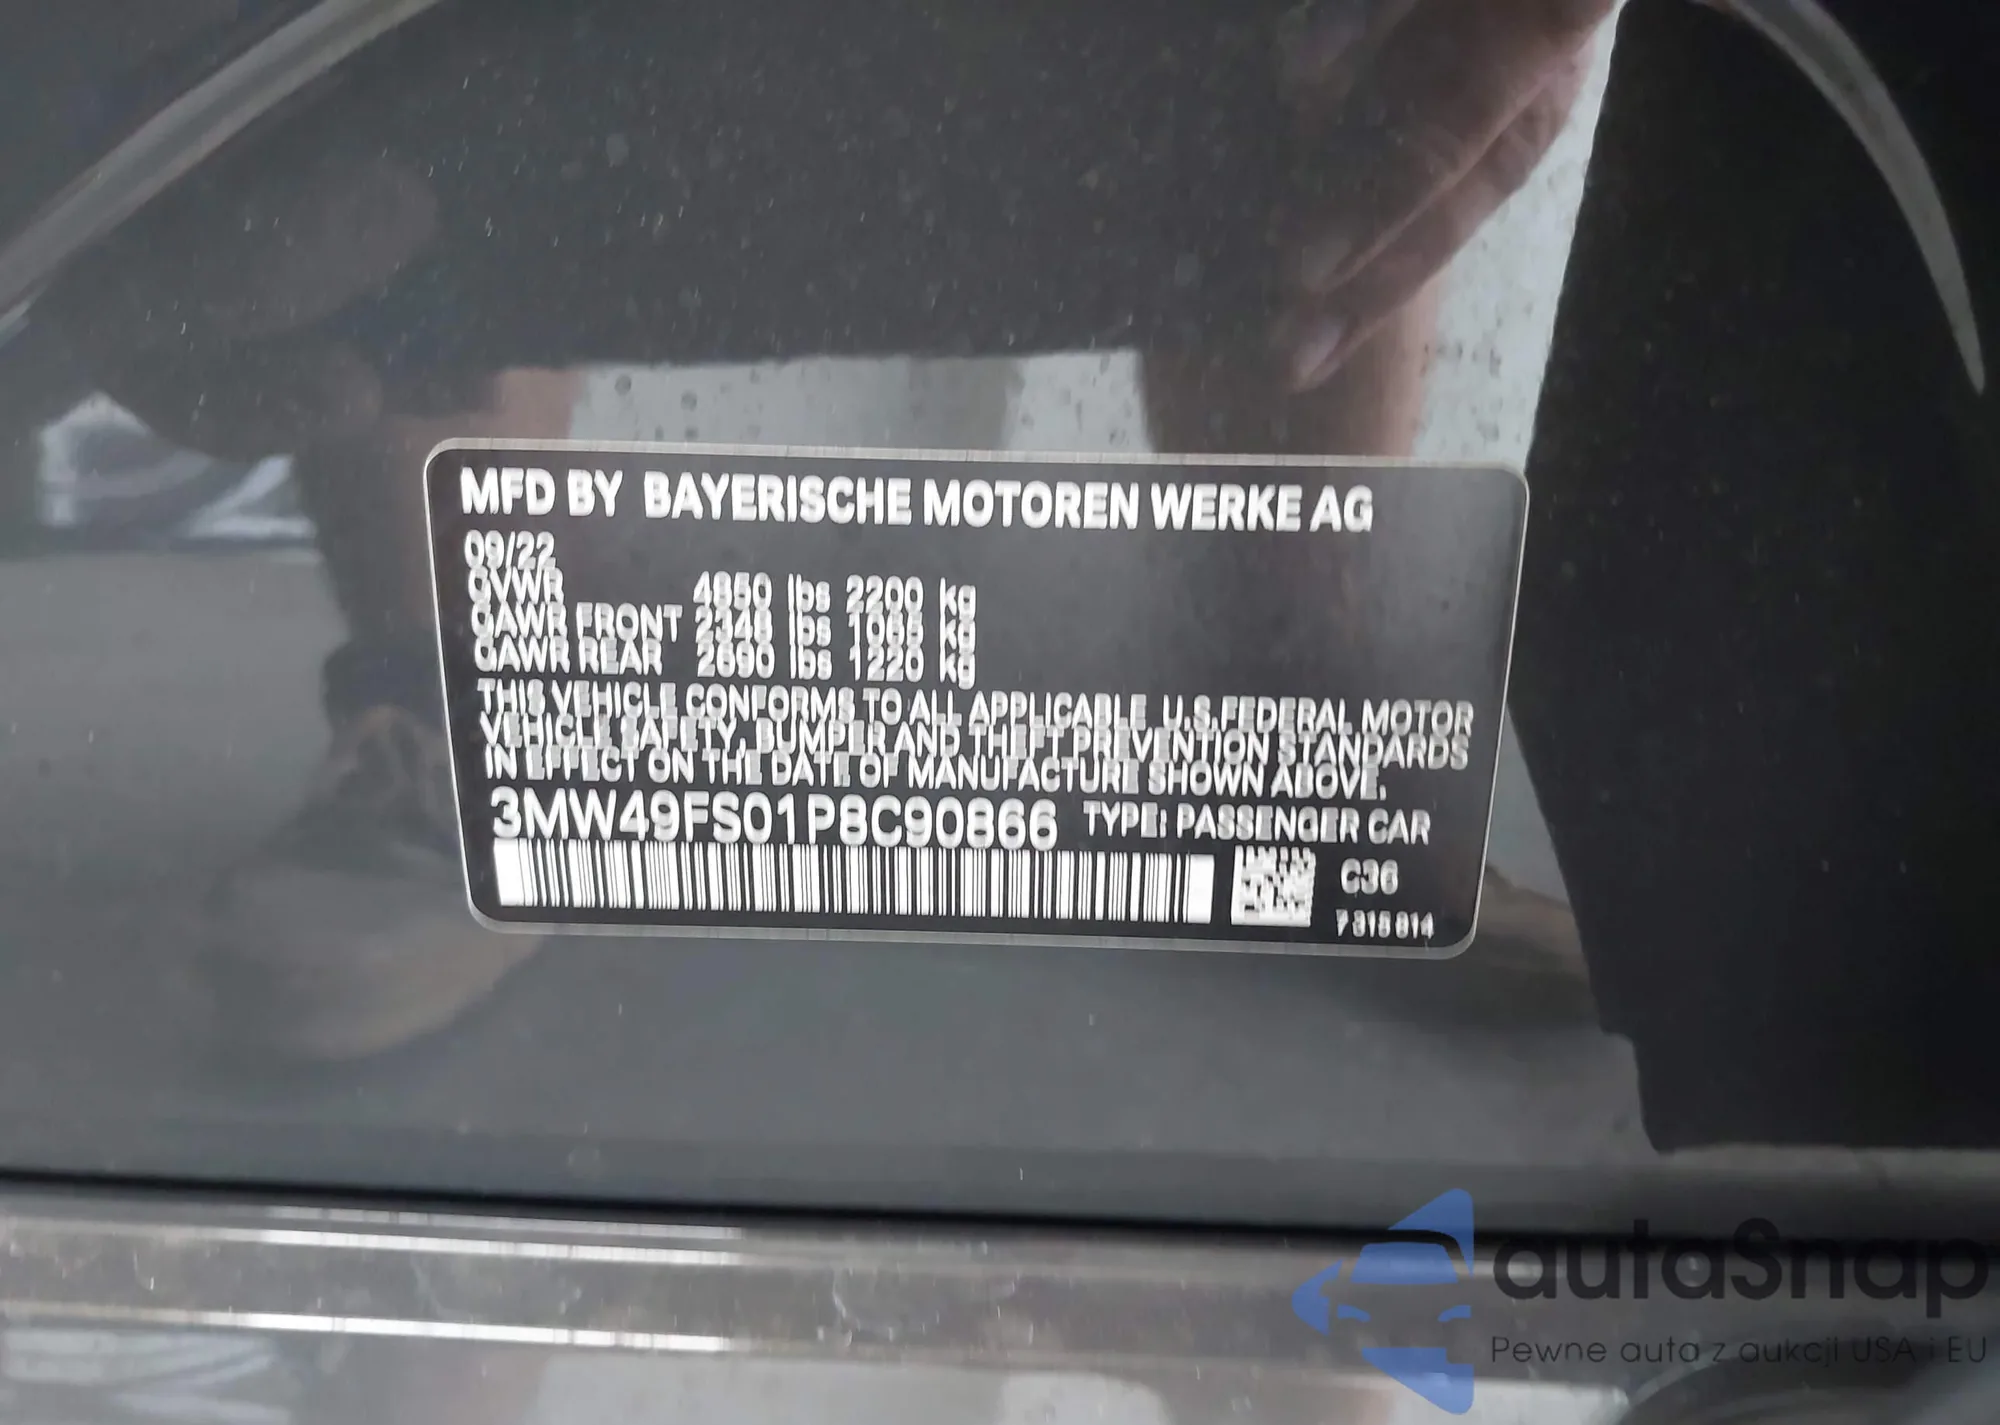 MFD BY BAYERISCHE MOTOREN WERKE AG
09/22
GVWR 4850 lbs 2200 kg
GAWR FRONT 2348 lbs 1065 kg
GAWR REAR 2690 lbs 1220 kg
THIS VEHICLE CONFORMS TO ALL APPLICABLE U.S.FEDERAL MOTOR
VEHICLE SAFETY, BUMPER AND THEFT PREVENTION STANDARDS
IN EFFECT ON THE DATE OF MANUFACTURE SHOWN ABOVE.
3MW49FS01P8C90866 TYPE: PASSENGER CAR
C36
7 315 814
autaSnap
Pewne auta z aukcji USA i EU